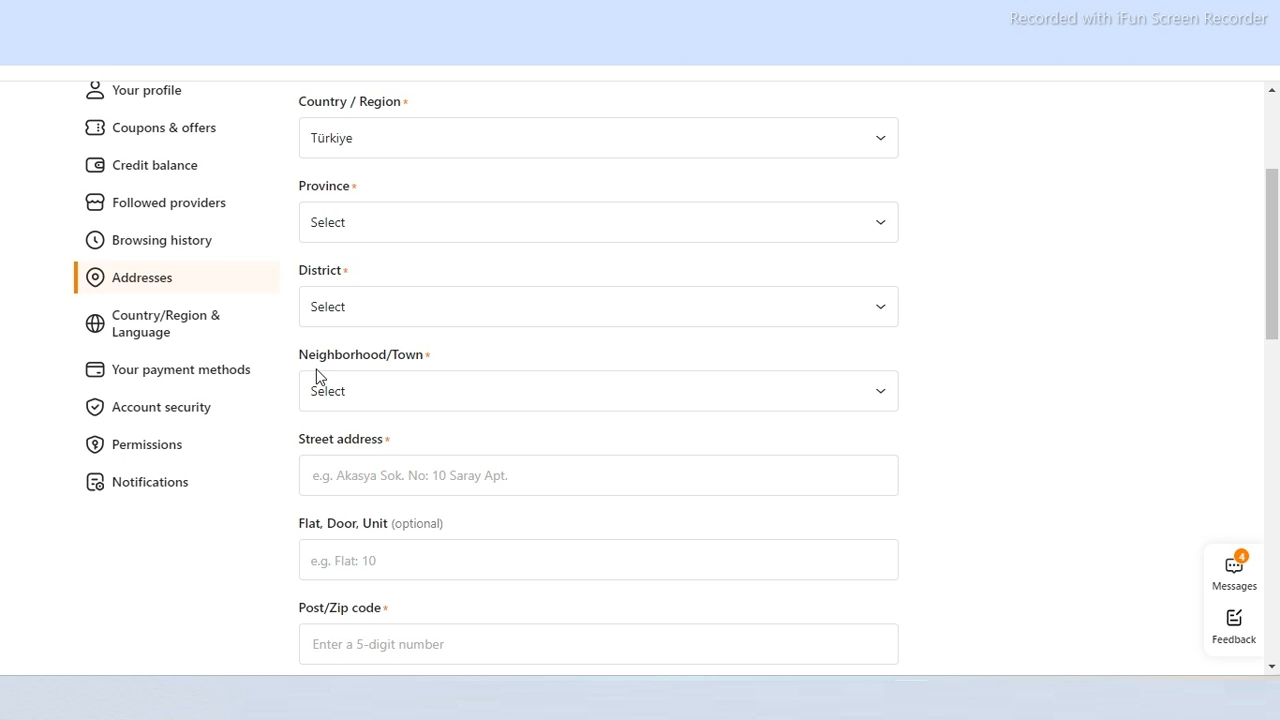 Recorded with iFun Screen Recorder
Your profile
Coupons & offers
Credit balance
Followed providers
Browsing history
Addresses
Country/Region &
Language
Your payment methods
Account security
Permissions
Notifications
Country / Region*
Türkiye
Province*
Select
District*
Select
Neighborhood/Town*
Select
Street address*
e.g. Akasya Sok. No: 10 Saray Apt.
Flat, Door, Unit (optional)
e.g. Flat: 10
Post/Zip code*
Enter a 5-digit number
4
Messages
Feedback